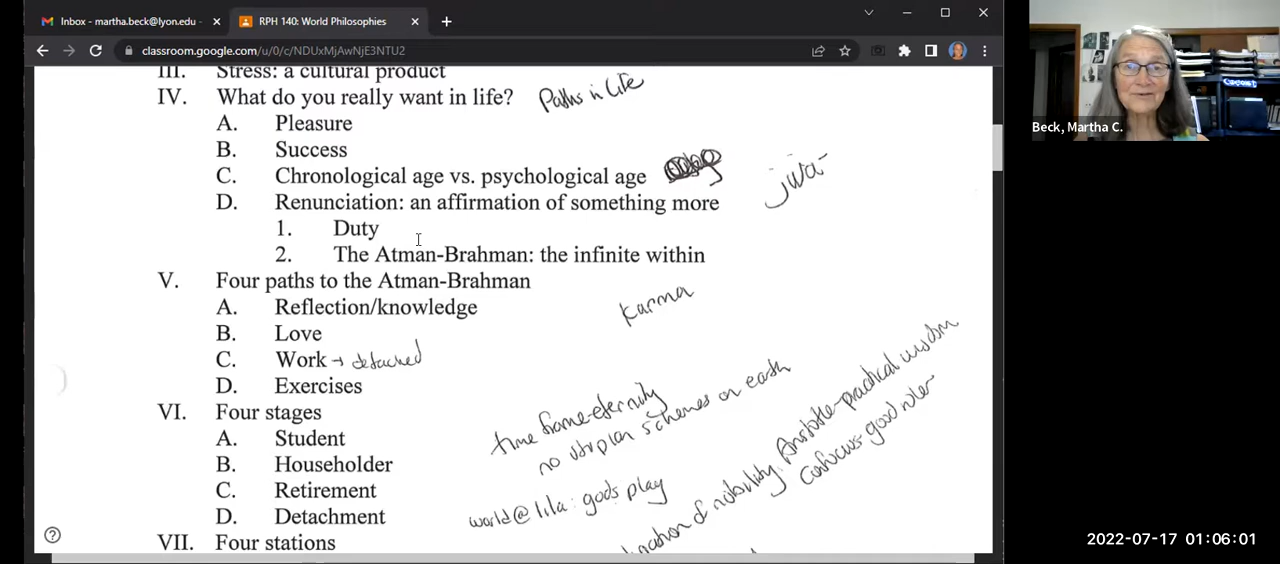 Inbox - martha.beck@lyon.edu -
RPH 140: World Philosophies
classroom.google.com/u/0/c/NDUxMjAwNjE3NTU2
III. Stress: a cultural product
IV. What do you really want in life? Paths in Life
A. Pleasure
B. Success
C. Chronological age vs. psychological age
jiva
D. Renunciation: an affirmation of something more
1. Duty
2. The Atman-Brahman: the infinite within
V. Four paths to the Atman-Brahman
A. Reflection/knowledge
karma
B. Love
C. Work → detached
D. Exercises
VI. Four stages
time frame-eternity
no utopian schemes on earth
A. Student
B. Householder
C. Retirement
D. Detachment
world @ lila: gods play
of nobility. Aristotle-practical wisdom
Confucius-good ruler
VII. Four stations
Beck, Martha C.
2022-07-17 01:06:01